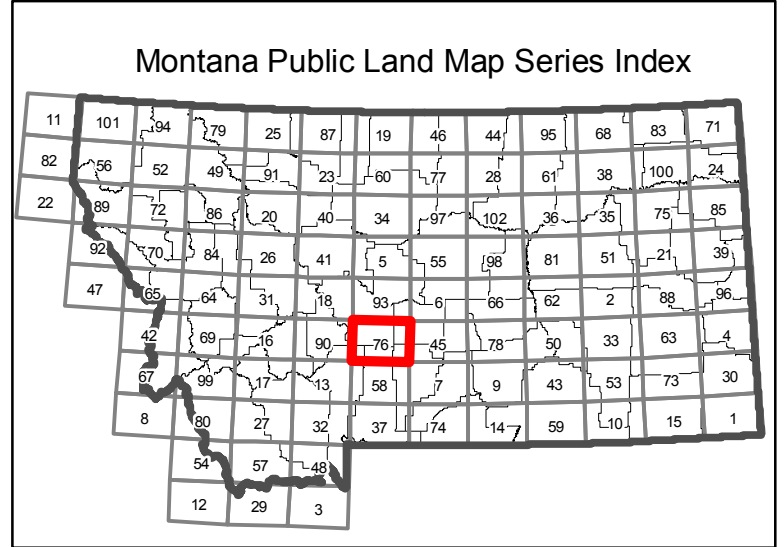 Montana Public Land Map Series Index
11 101 94 79 25 87 19 46 44 95 68 83 71
82 56 52 49 91 23 60 77 28 61 38 100 24
22 89 72 86 20 40 34 97 102 36 35 75 85
92 70 84 26 41 5 55 98 81 51 21 39
47 65 64 31 18 93 6 66 62 2 88 96
42 69 16 90 76 45 78 50 33 63 4
67 99 17 13 58 7 9 43 53 73 30
8 80 27 32 37 74 14 59 10 15 1
54 57 48
12 29 3